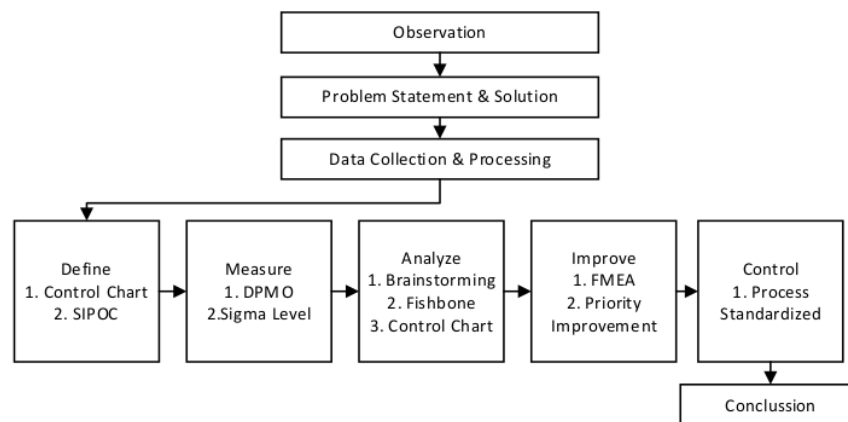 Observation
Problem Statement & Solution
Data Collection & Processing
Define
1. Control Chart
2. SIPOC
Measure
1. DPMO
2.Sigma Level
Analyze
1. Brainstorming
2. Fishbone
3. Control Chart
Improve
1. FMEA
2. Priority
Improvement
Control
1. Process
Standardized
Conclussion